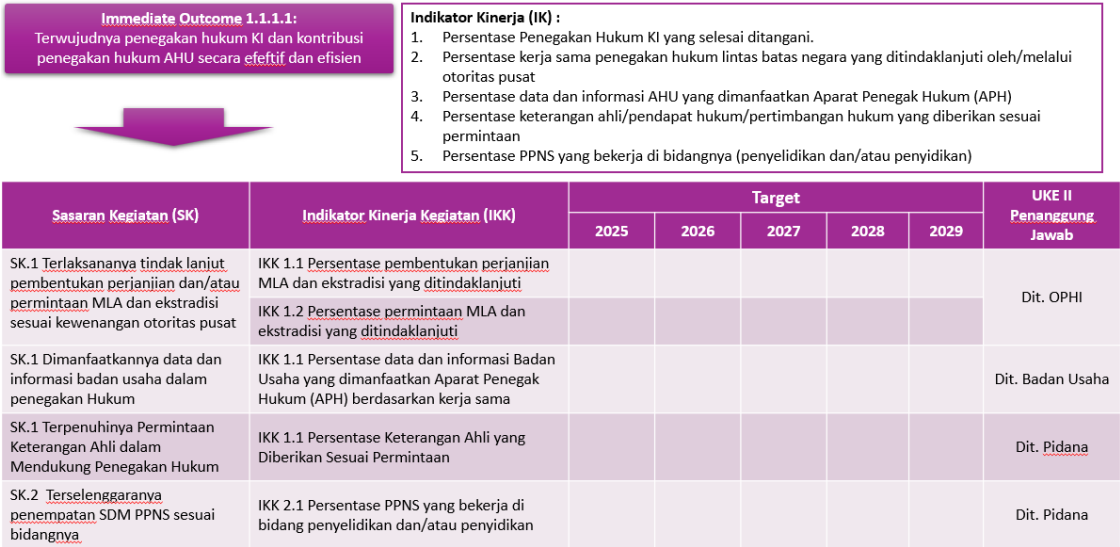 Immediate Outcome 1.1.1.1:
Terwujudnya penegakan hukum KI dan kontribusi
penegakan hukum AHU secara efeftif dan efisien
Indikator Kinerja (IK) :
1. Persentase Penegakan Hukum KI yang selesai ditangani.
2. Persentase kerja sama penegakan hukum lintas batas negara yang ditindaklanjuti oleh/melalui
otoritas pusat
3. Persentase data dan informasi AHU yang dimanfaatkan Aparat Penegak Hukum (APH)
4. Persentase keterangan ahli/pendapat hukum/pertimbangan hukum yang diberikan sesuai
permintaan
5. Persentase PPNS yang bekerja di bidangnya (penyelidikan dan/atau penyidikan)
Sasaran Kegiatan (SK)
Indikator Kinerja Kegiatan (IKK)
Target
2025
2026
2027
2028
2029
UKE II
Penanggung
Jawab
SK.1 Terlaksananya tindak lanjut
pembentukan perjanjian dan/atau
permintaan MLA dan ekstradisi
sesuai kewenangan otoritas pusat
IKK 1.1 Persentase pembentukan perjanjian
MLA dan ekstradisi yang ditindaklanjuti
IKK 1.2 Persentase permintaan MLA dan
ekstradisi yang ditindaklanjuti
Dit. OPHI
SK.1 Dimanfaatkannya data dan
informasi badan usaha dalam
penegakan Hukum
IKK 1.1 Persentase data dan informasi Badan
Usaha yang dimanfaatkan Aparat Penegak
Hukum (APH) berdasarkan kerja sama
Dit. Badan Usaha
SK.1 Terpenuhinya Permintaan
Keterangan Ahli dalam
Mendukung Penegakan Hukum
IKK 1.1 Persentase Keterangan Ahli yang
Diberikan Sesuai Permintaan
Dit. Pidana
SK.2 Terselenggaranya
penempatan SDM PPNS sesuai
bidangnya
IKK 2.1 Persentase PPNS yang bekerja di
bidang penyelidikan dan/atau penyidikan
Dit. Pidana